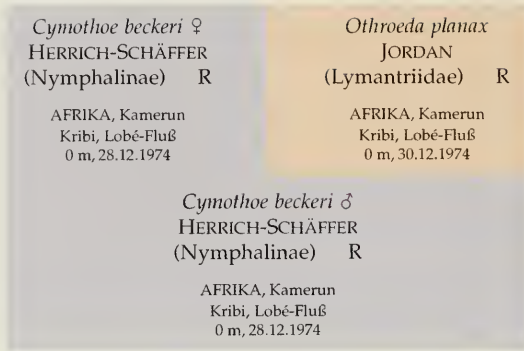 Cymothoe beckeri ♀
HERRICH-SCHÄFFER
(Nymphalinae) R
AFRIKA, Kamerun
Kribi, Lobé-Fluß
0 m, 28.12.1974
Othroeda planax
JORDAN
(Lymantriidae) R
AFRIKA, Kamerun
Kribi, Lobé-Fluß
0 m, 30.12.1974
Cymothoe beckeri ♂
HERRICH-SCHÄFFER
(Nymphalinae) R
AFRIKA, Kamerun
Kribi, Lobé-Fluß
0 m, 28.12.1974